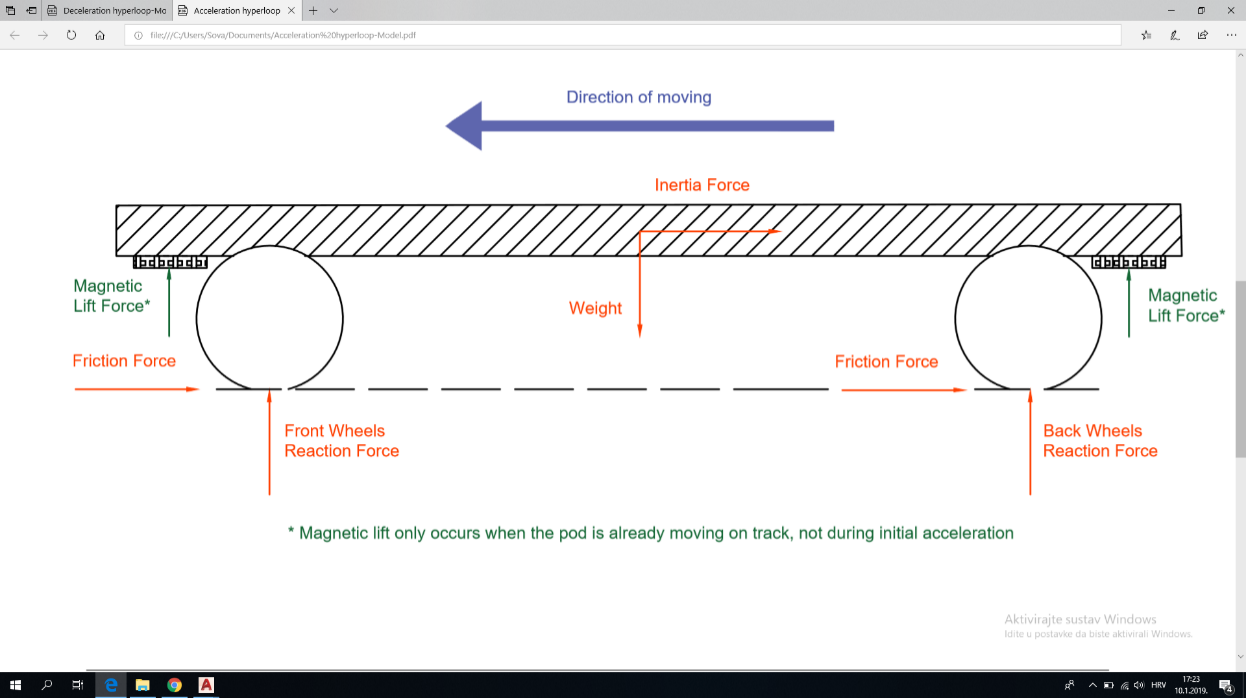 Deceleration hyperloop-Mo
Acceleration hyperloop
file:///C:/Users/Sova/Documents/Acceleration%20hyperloop-Model.pdf
Direction of moving
Inertia Force
Magnetic
Lift Force*
Weight
Magnetic
Lift Force*
Friction Force
Friction Force
Front Wheels
Reaction Force
Back Wheels
Reaction Force
* Magnetic lift only occurs when the pod is already moving on track, not during initial acceleration
Aktivirajte sustav Windows
Idite u postavke da biste aktivirali Windows.
HRV
17:23
10.1.2019.
4